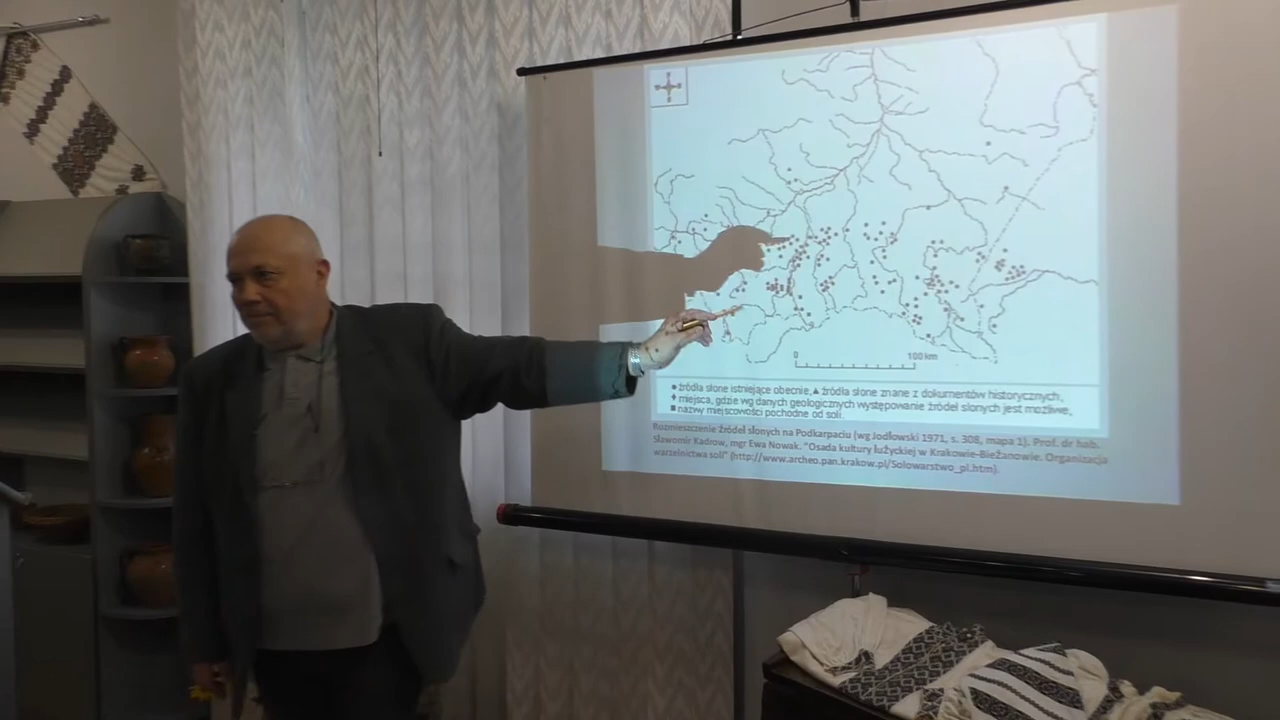 0 100 km
● źródła słone istniejące obecnie, ▲ źródła słone znane z dokumentów historycznych,
+ miejsca, gdzie wg danych geologicznych występowanie źródeł słonych jest możliwe,
■ nazwy miejscowości pochodne od soli.
Rozmieszczenie źródeł słonych na Podkarpaciu (wg Jodłowski 1971, s. 308, mapa 1). Prof. dr hab.
Sławomir Kadrow, mgr Ewa Nowak. "Osada kultury łużyckiej w Krakowie-Bieżanowie. Organizacja
warzelnictwa soli" (http://www.archeo.pan.krakow.pl/Solowarstwo_pl.htm).